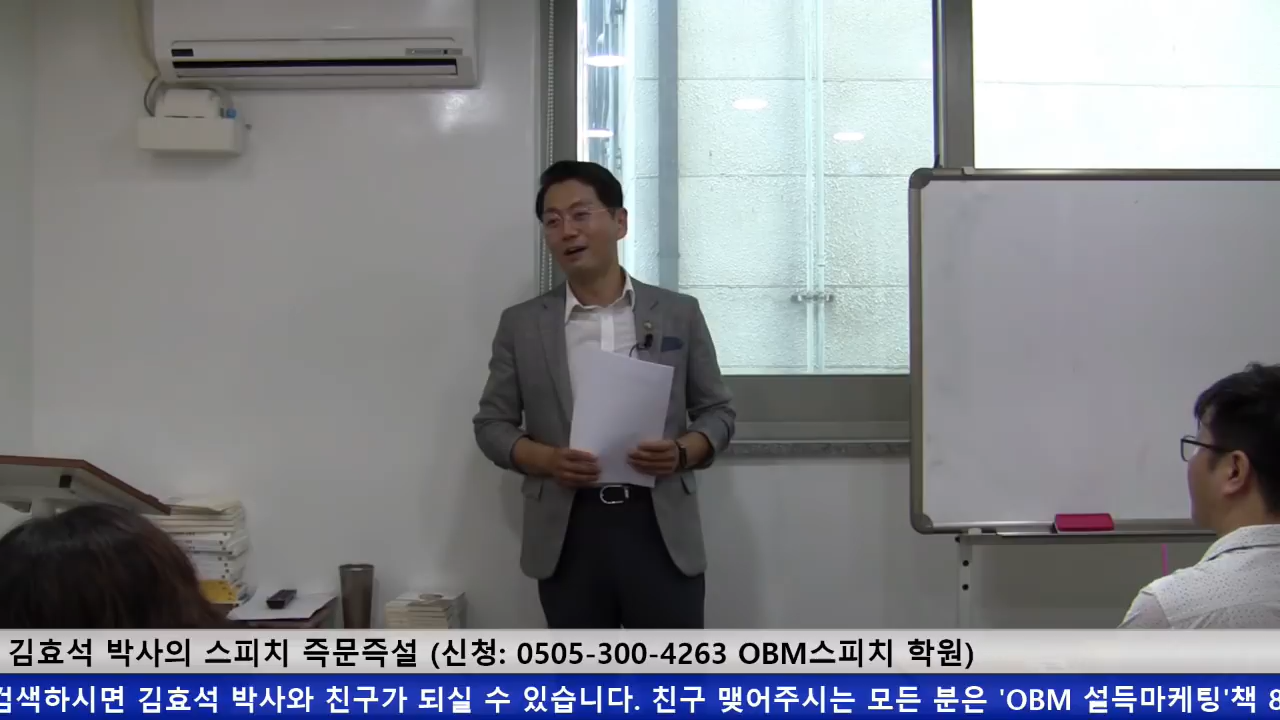 김효석 박사의 스피치 즉문즉설 (신청: 0505-300-4263 OBM스피치 학원)
검색하시면 김효석 박사와 친구가 되실 수 있습니다. 친구 맺어주시는 모든 분은 'OBM 설득마케팅'책 8